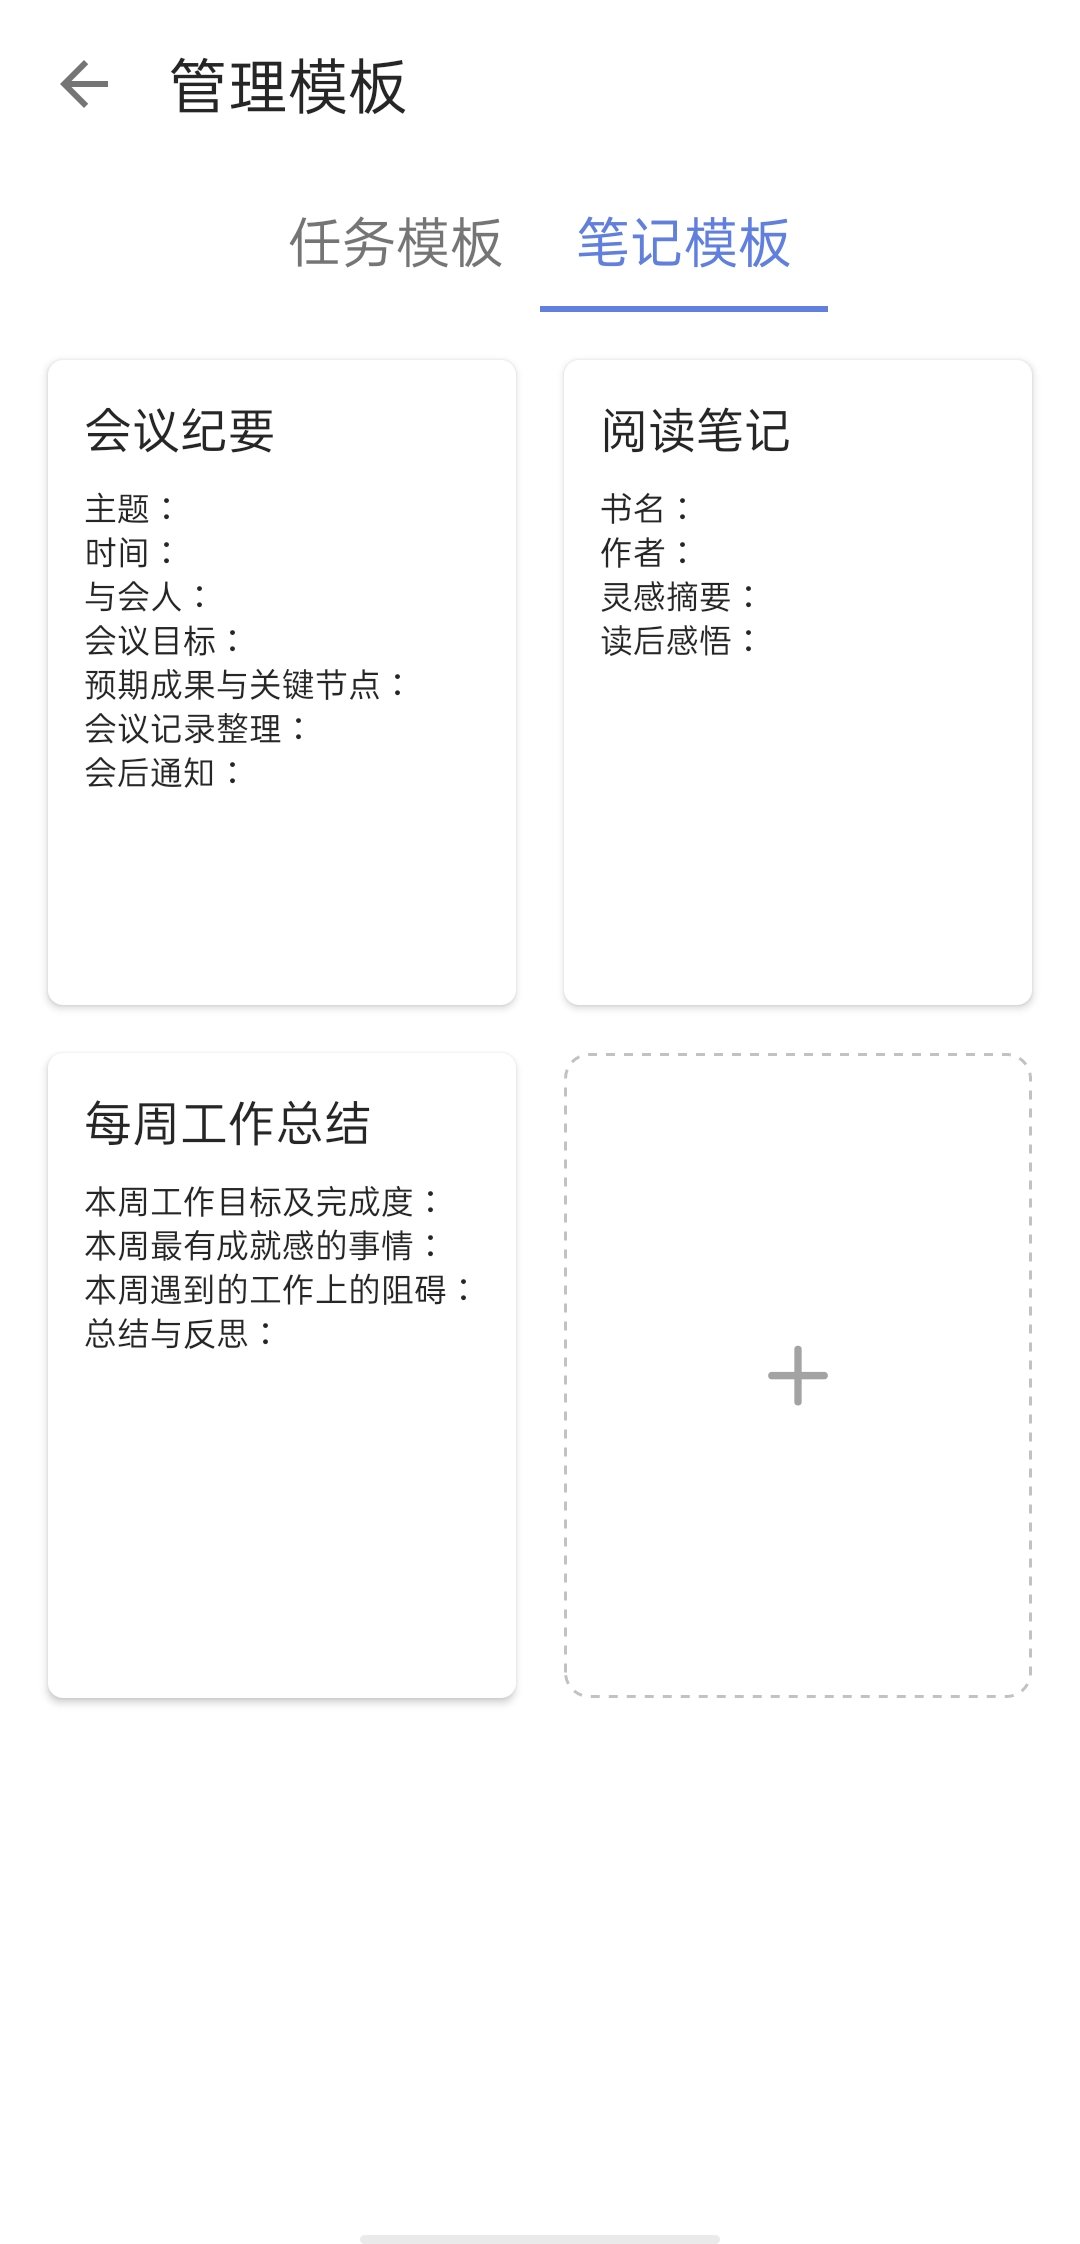 管理模板
任务模板
笔记模板
会议纪要
主题：
时间：
与会人：
会议目标：
预期成果与关键节点：
会议记录整理：
会后通知：
阅读笔记
书名：
作者：
灵感摘要：
读后感悟：
每周工作总结
本周工作目标及完成度：
本周最有成就感的事情：
本周遇到的工作上的阻碍：
总结与反思：